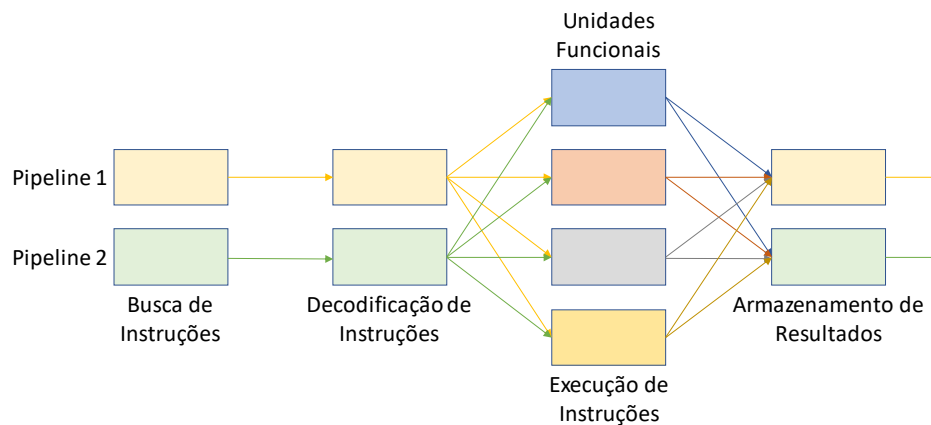 Unidades
Funcionais
Pipeline 1
Pipeline 2
Busca de
Instruções
Decodificação de
Instruções
Armazenamento de
Resultados
Execução de
Instruções